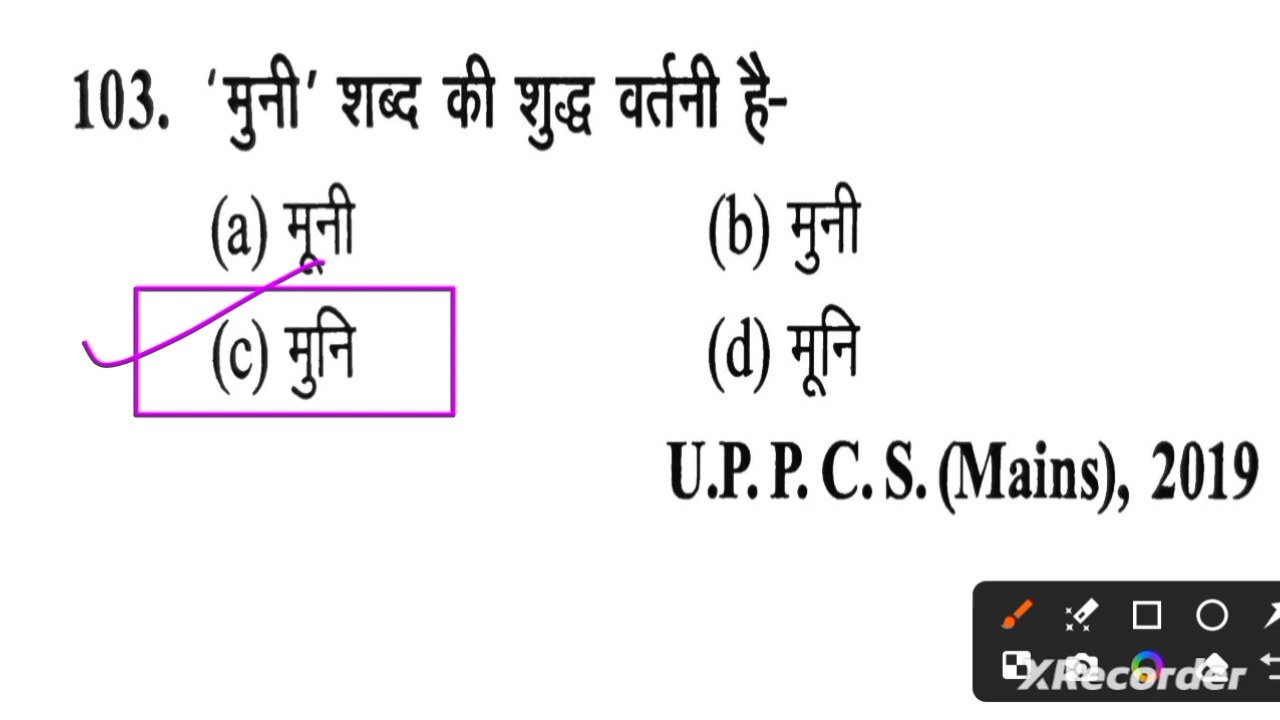 103. 'मुनी' शब्द की शुद्ध वर्तनी है-
(a) मूनी (b) मुनी
(c) मुनि (d) मूनि
U.P.P.C.S. (Mains), 2019
XRecorder